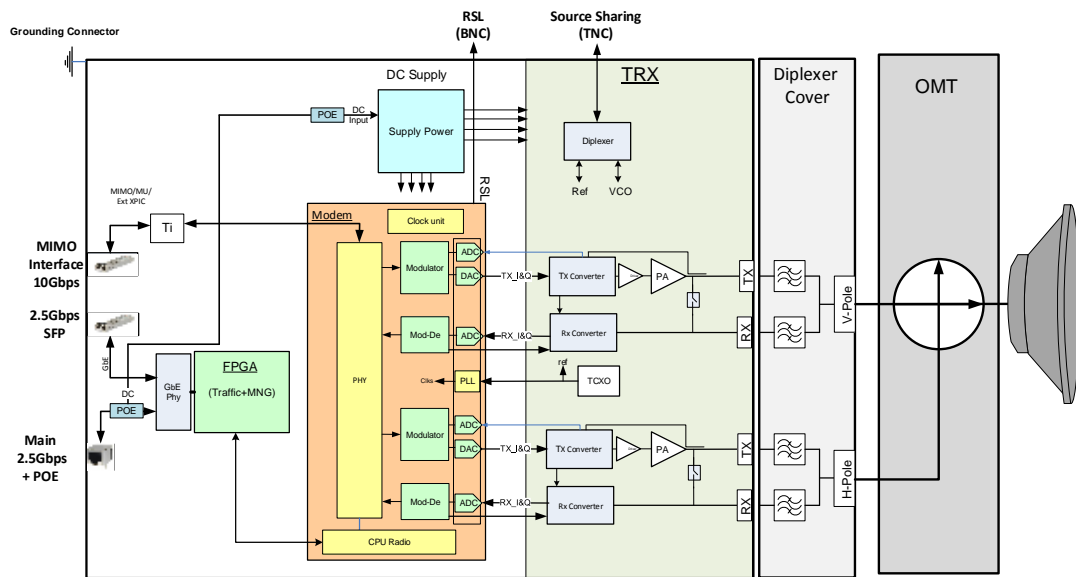 Grounding Connector
RSL
(BNC)
Source Sharing
(TNC)
DC Supply
TRX
Diplexer
Cover
OMT
POE
DC
Input
Supply Power
Diplexer
Ref
VCO
RSL
MIMO/MU/
Ext XPIC
Ti
MIMO
Interface
10Gbps
2.5Gbps
SFP
GbE
DC
POE
GbE
Phy
FPGA
(Traffic+MNG)
Main
2.5Gbps
+ POE
Modem
Clock unit
PHY
Modulator
ADC
DAC
TX_I&Q
Tx Converter
PA
TX
Mod-De
ADC
RX_I&Q
Rx Converter
RX
V-Pole
Clks
PLL
ref
TCXO
Modulator
ADC
DAC
TX_I&Q
Tx Converter
PA
TX
Mod-De
ADC
RX_I&Q
Rx Converter
RX
H-Pole
CPU Radio